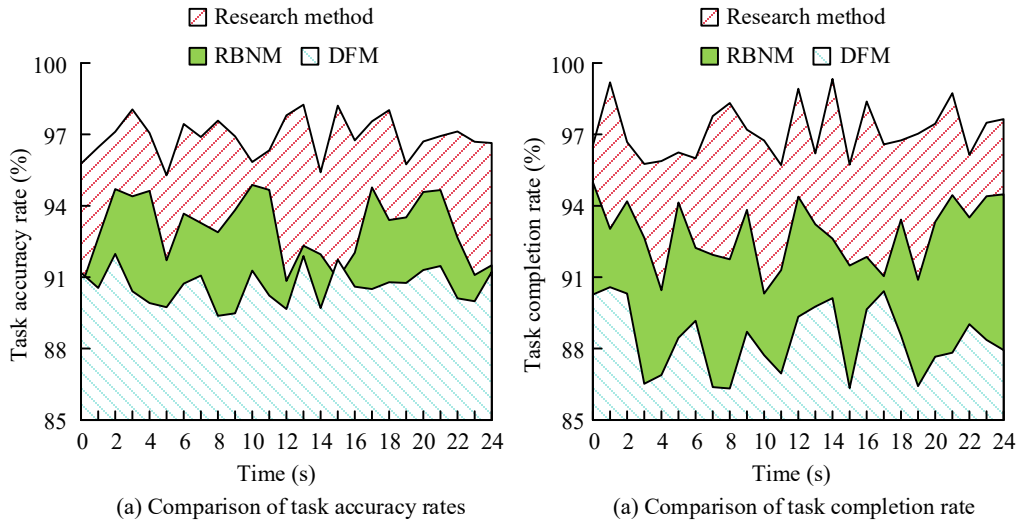 Research method
RBNM DFM
Task accuracy rate (%)
100
97
94
91
88
85
0 2 4 6 8 10 12 14 16 18 20 22 24
Time (s)
(a) Comparison of task accuracy rates
Research method
RBNM DFM
Task completion rate (%)
100
97
94
91
88
85
0 2 4 6 8 10 12 14 16 18 20 22 24
Time (s)
(a) Comparison of task completion rate